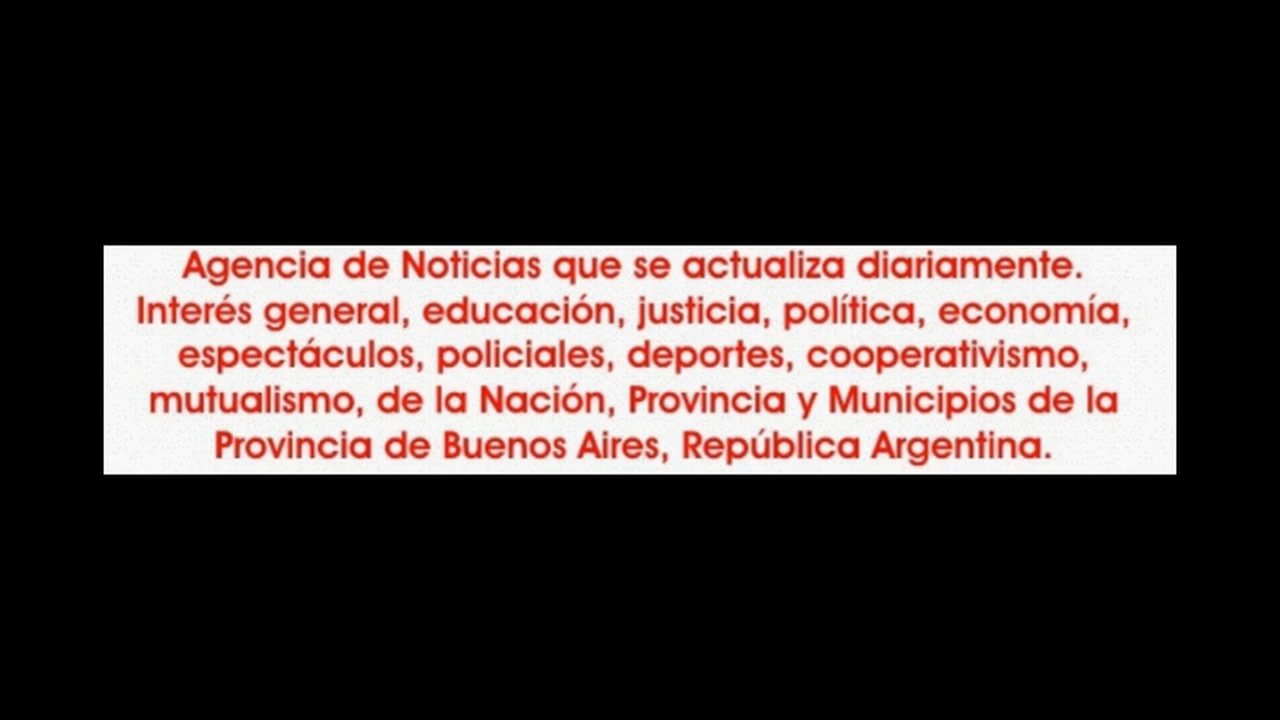 Agencia de Noticias que se actualiza diariamente.
Interés general, educación, justicia, política, economía,
espectáculos, policiales, deportes, cooperativismo,
mutualismo, de la Nación, Provincia y Municipios de la
Provincia de Buenos Aires, República Argentina.